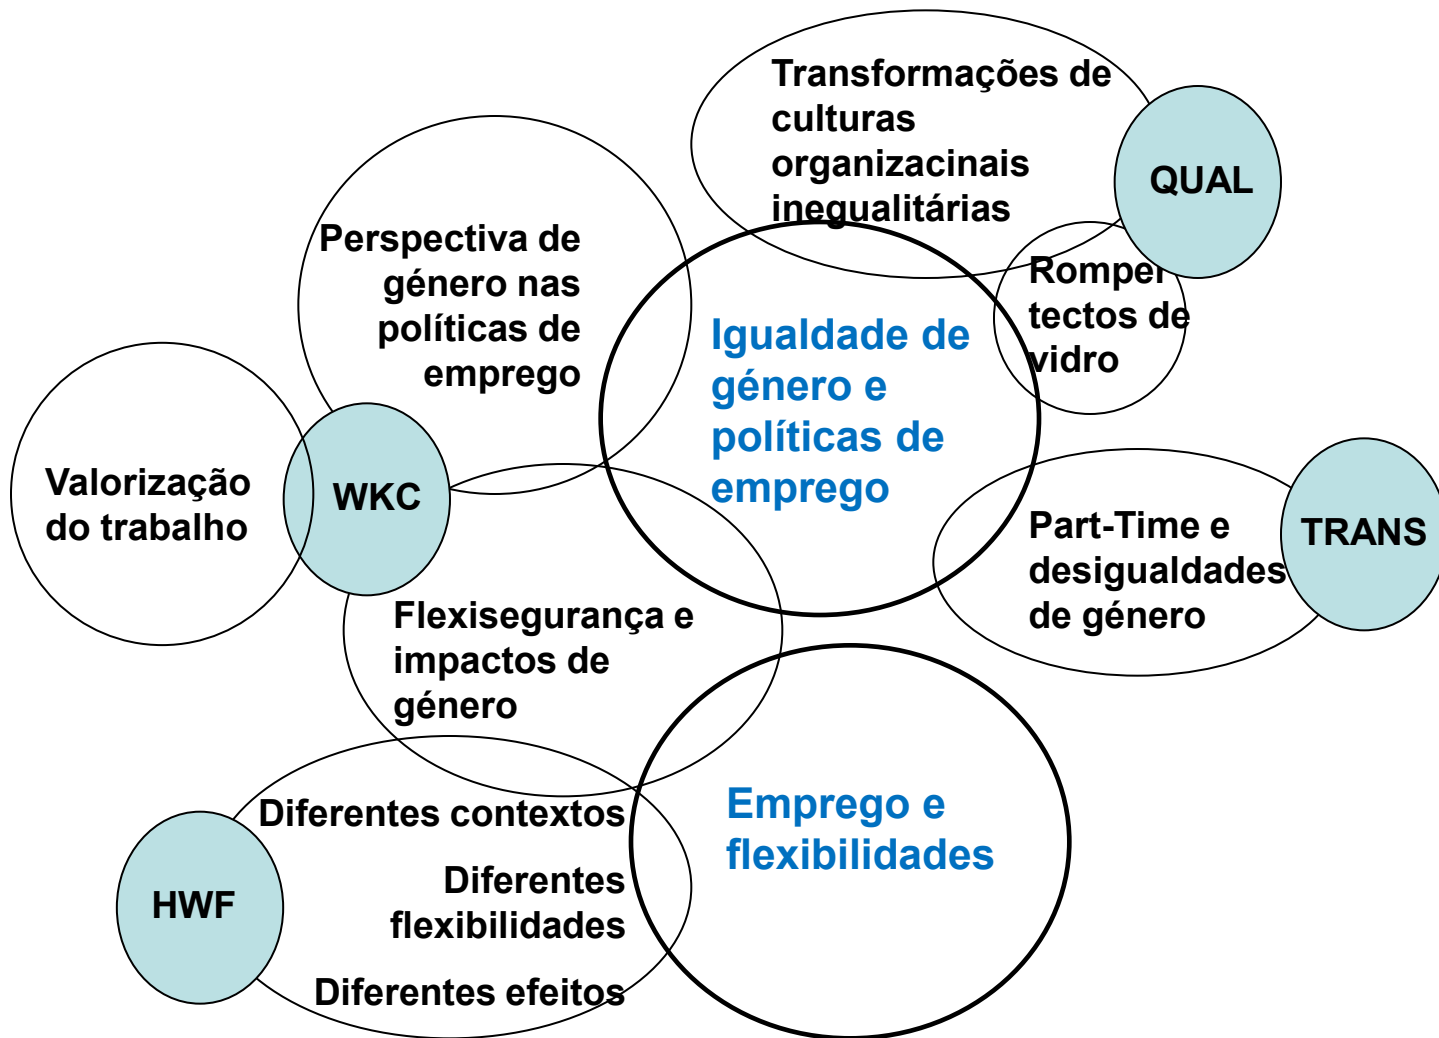 Transformações de
culturas
organizacinais
inegualitárias
QUAL
Perspectiva de
género nas
políticas de
emprego
Romper
tectos de
vidro
Igualdade de
género e
políticas de
emprego
Valorização
do trabalho
WKC
Part-Time e
desigualdades
de género
TRANS
Flexisegurança e
impactos de
género
Emprego e
flexibilidades
Diferentes contextos
Diferentes
flexibilidades
Diferentes efeitos
HWF